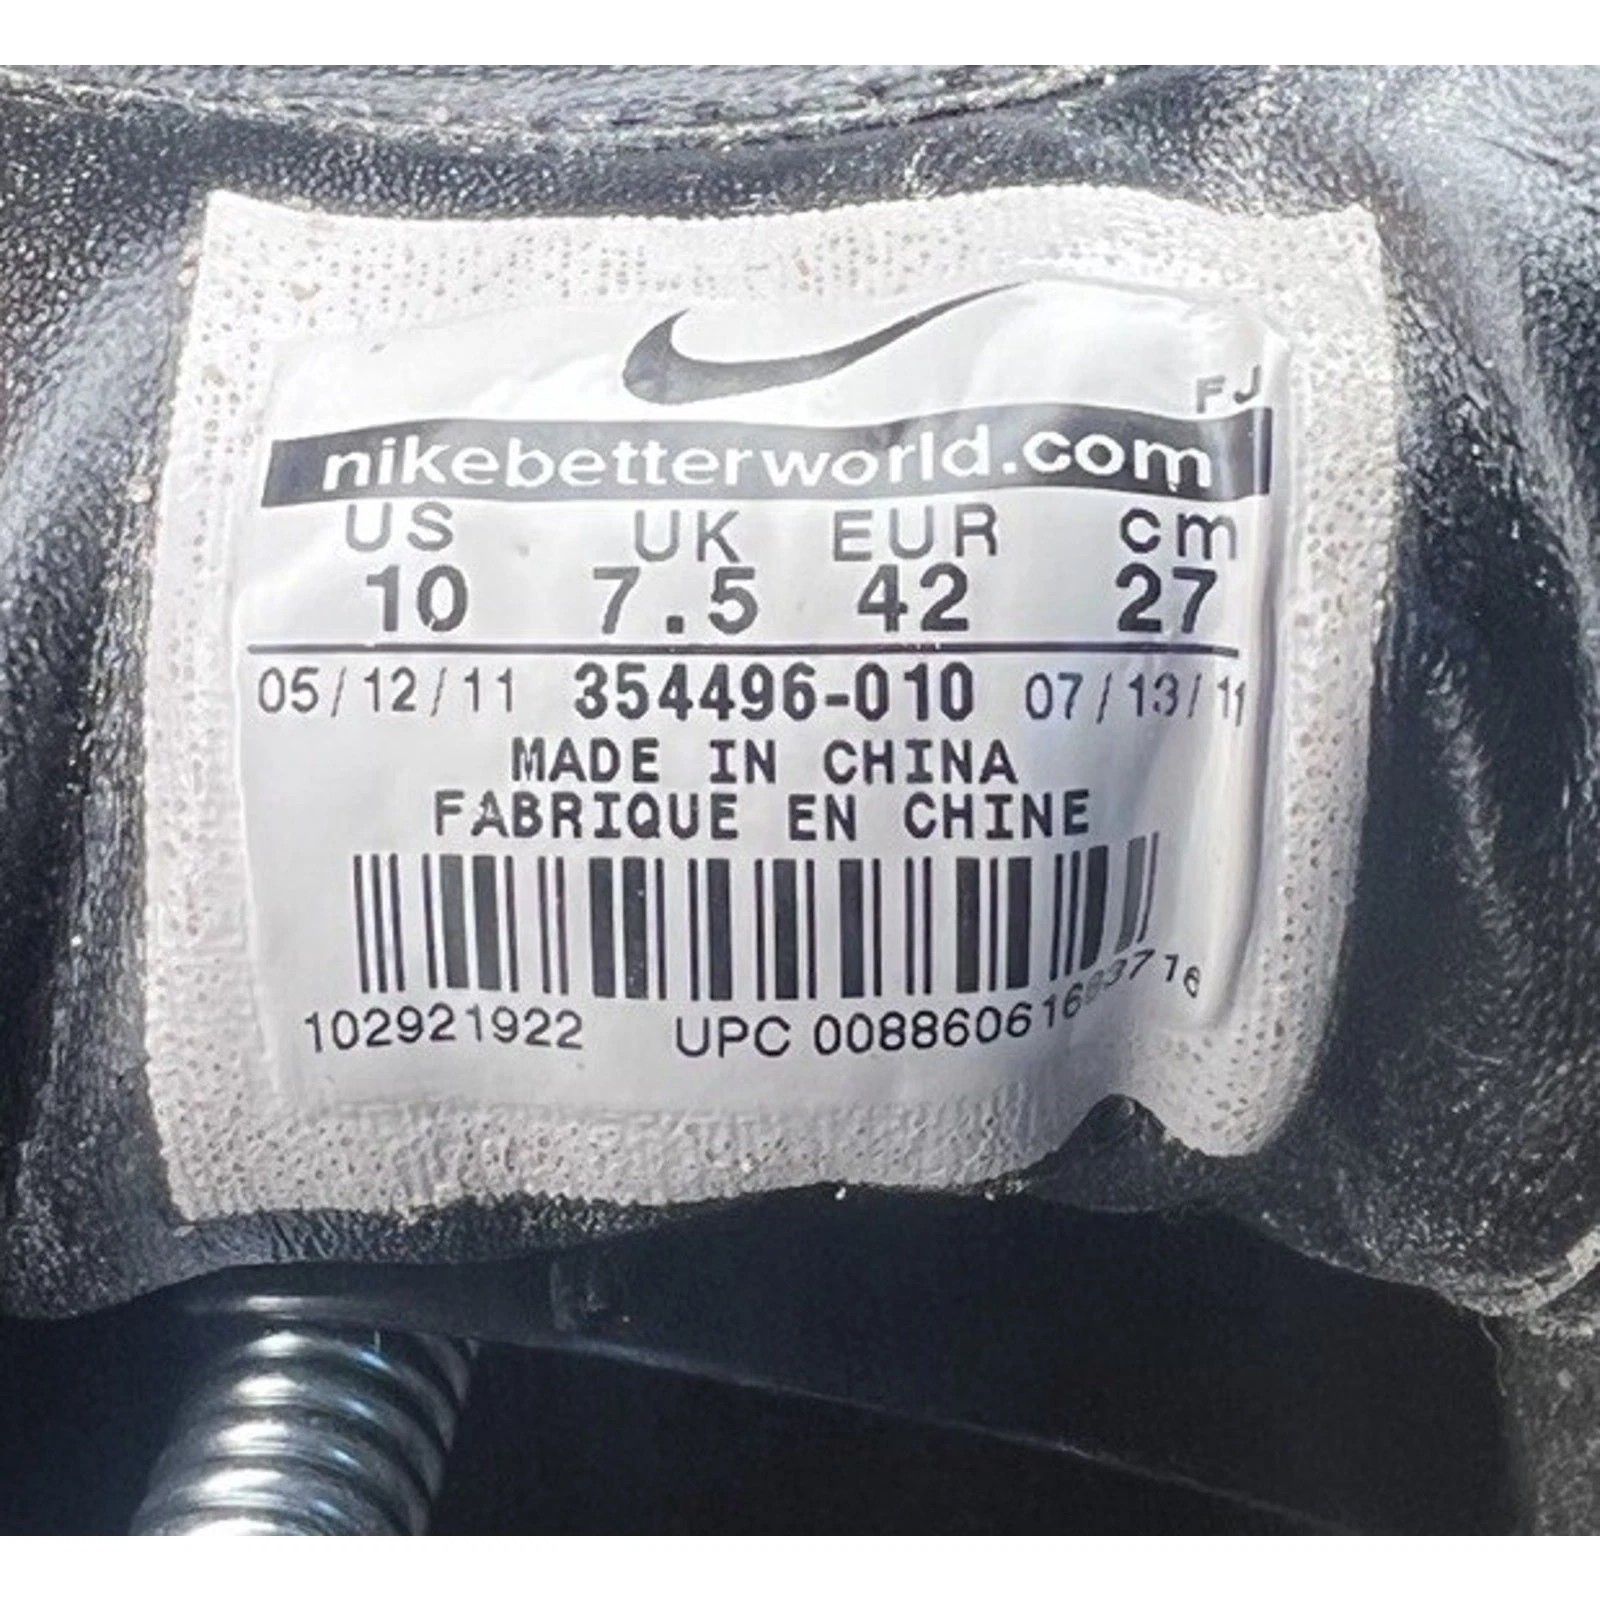 FJ
nikebetterworld.com
US UK EUR cm
10 7.5 42 27
05/12/11 354496-010 07/13/11
MADE IN CHINA
FABRIQUE EN CHINE
102921922 UPC